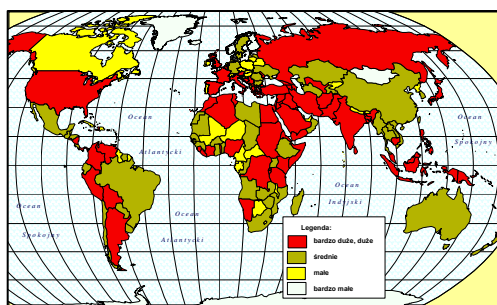 Ocean
Atlantycki
Ocean
Spokojny
Ocean
Indyjski
Ocean
Spokojny
Ocean
Atlantycki
Legenda:
bardzo duże, duże
średnie
małe
bardzo małe